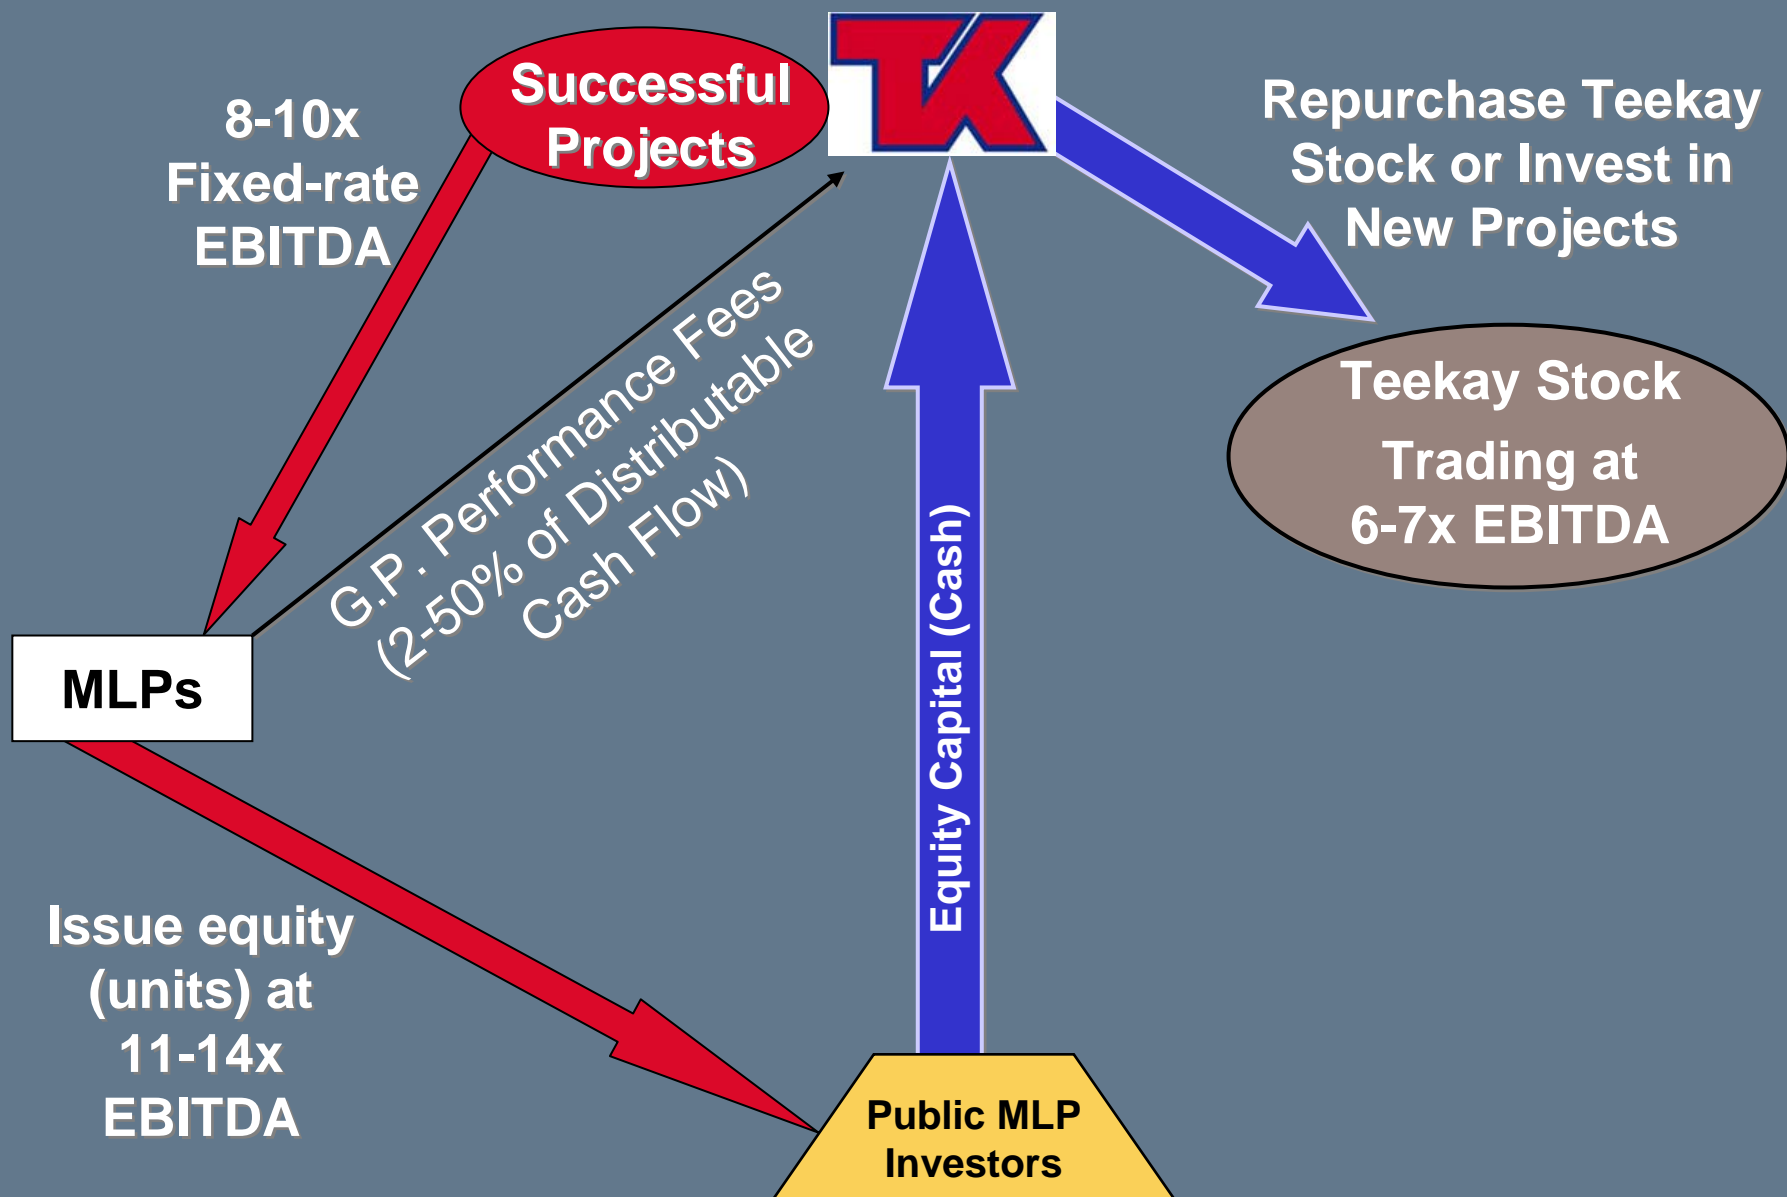 Successful
Projects
TK
8-10x
Fixed-rate
EBITDA
Repurchase Teekay
Stock or Invest in
New Projects
G.P. Performance Fees
(2-50% of Distributable
Cash Flow)
Teekay Stock
Trading at
6-7x EBITDA
Equity Capital (Cash)
MLPs
Issue equity
(units) at
11-14x
EBITDA
Public MLP
Investors